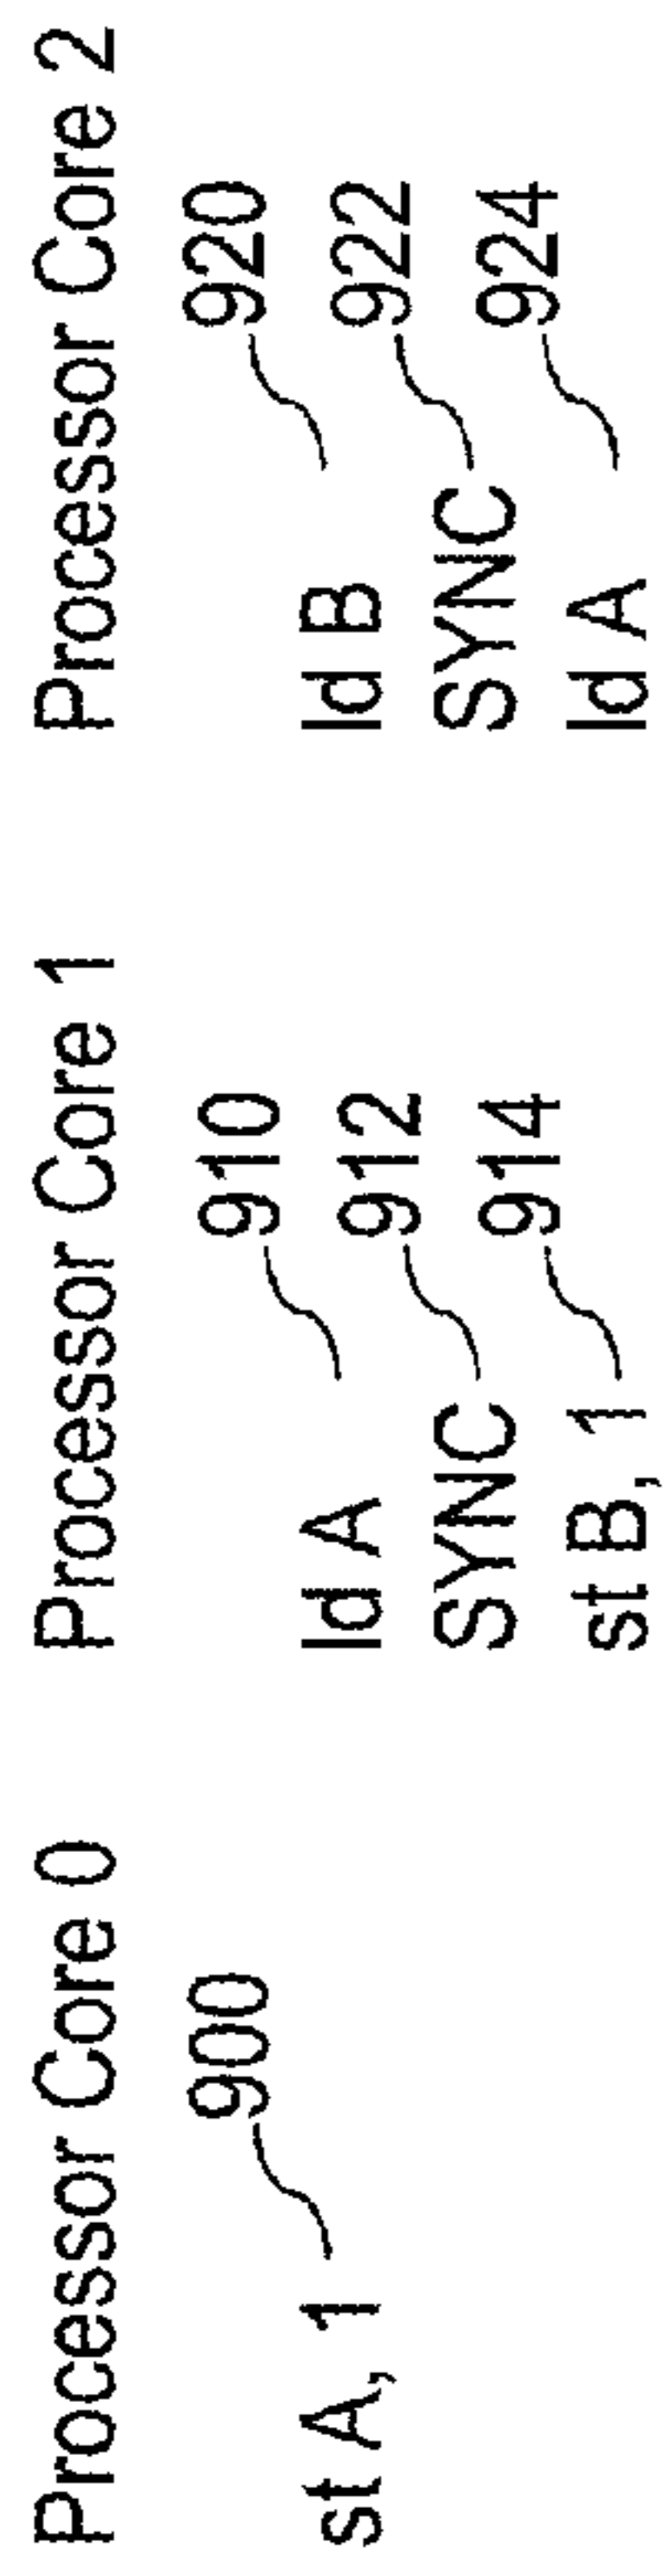 Processor Core 0 Processor Core 1 Processor Core 2
900 910 920
st A, 1 ld A ld B
912 922
SYNC SYNC
914 924
st B, 1 ld A